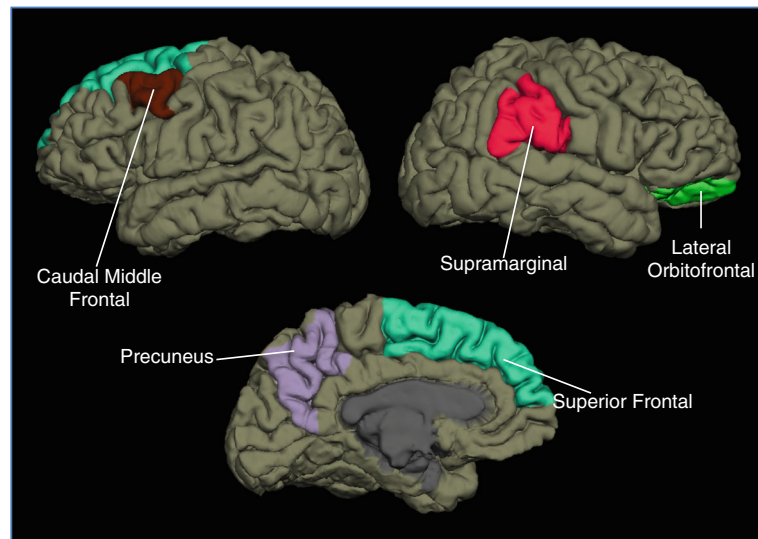 Caudal Middle
Frontal
Supramarginal
Lateral
Orbitofrontal
Precuneus
Superior Frontal